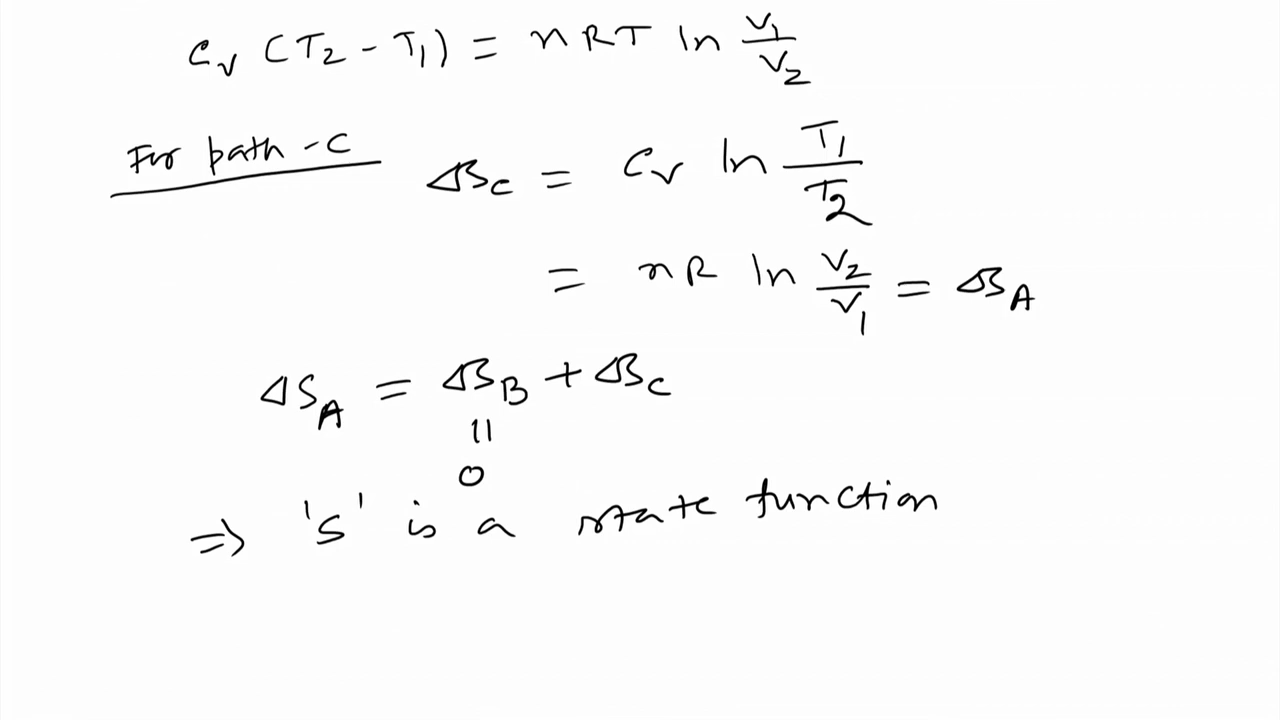 Cv (T2 - T1) = nRT ln V1/V2
For path - C
ΔSC = Cv ln T1/T2
= nR ln V2/V1 = ΔSA
ΔSA = ΔSB + ΔSC
||
0
=> 'S' is a state function